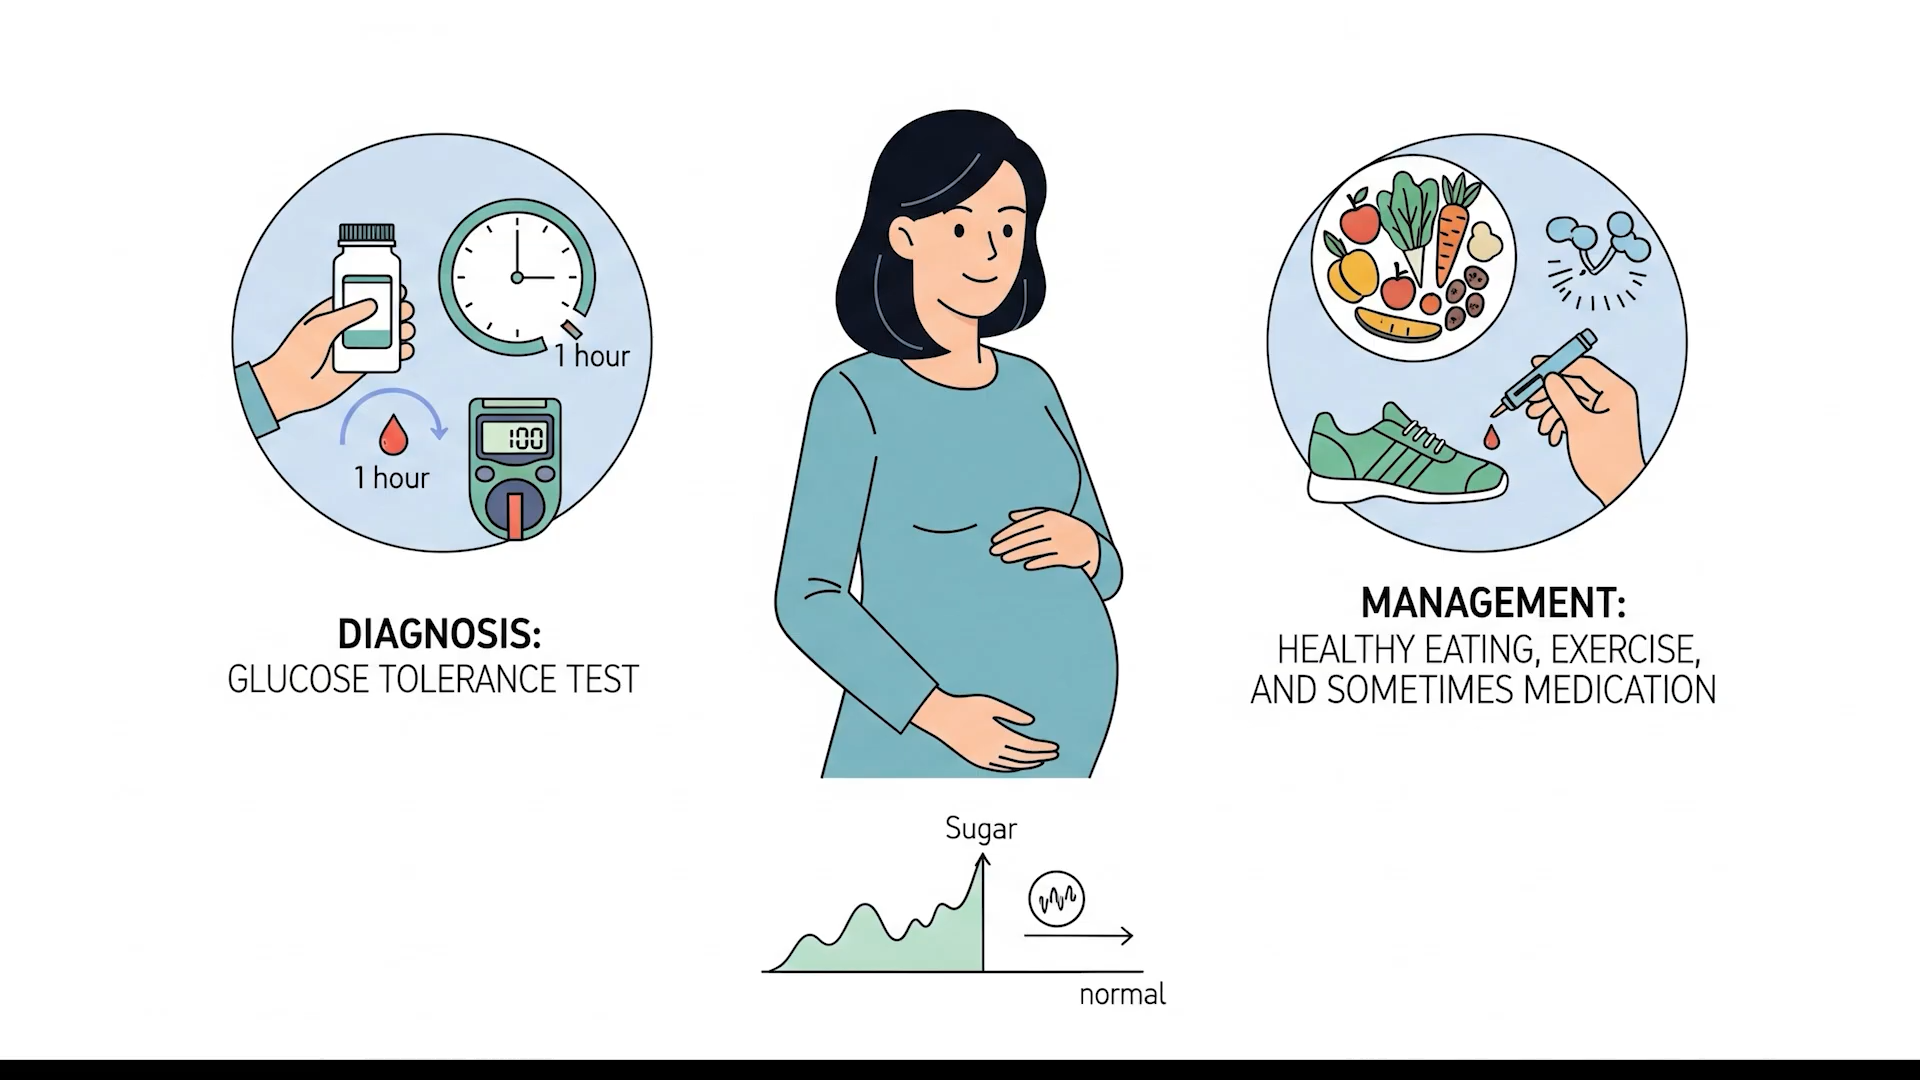 1 hour
1 hour
100
DIAGNOSIS:
GLUCOSE TOLERANCE TEST
MANAGEMENT:
HEALTHY EATING, EXERCISE,
AND SOMETIMES MEDICATION
Sugar
normal